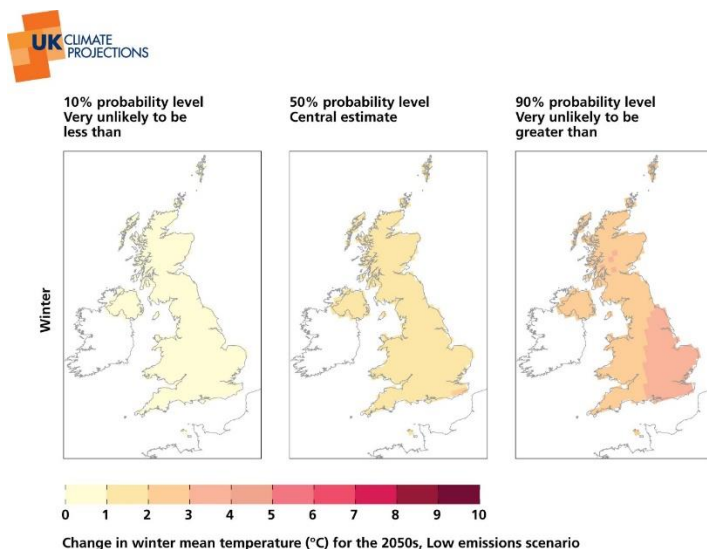 UK CLIMATE
PROJECTIONS
10% probability level
Very unlikely to be
less than
50% probability level
Central estimate
90% probability level
Very unlikely to be
greater than
Winter
0 1 2 3 4 5 6 7 8 9 10
Change in winter mean temperature (°C) for the 2050s, Low emissions scenario